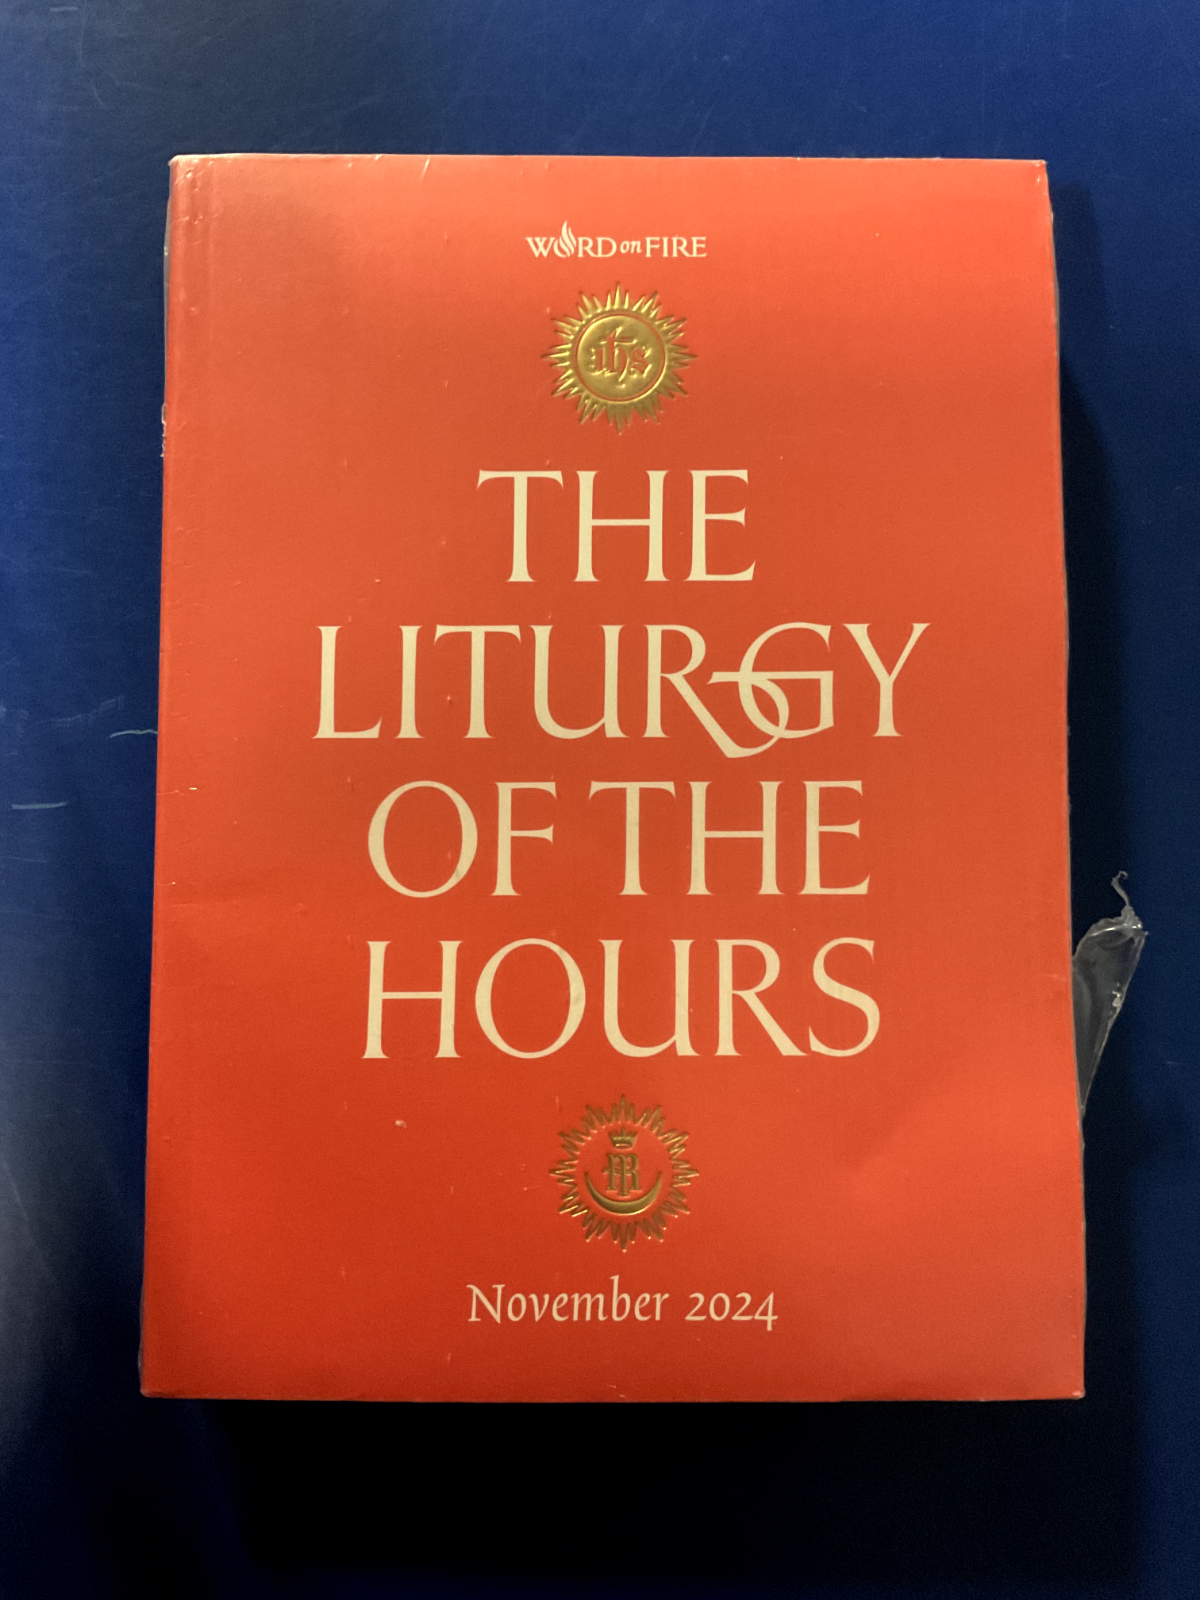 WORD on FIRE
ihs
THE
LITURGY
OF THE
HOURS
November 2024